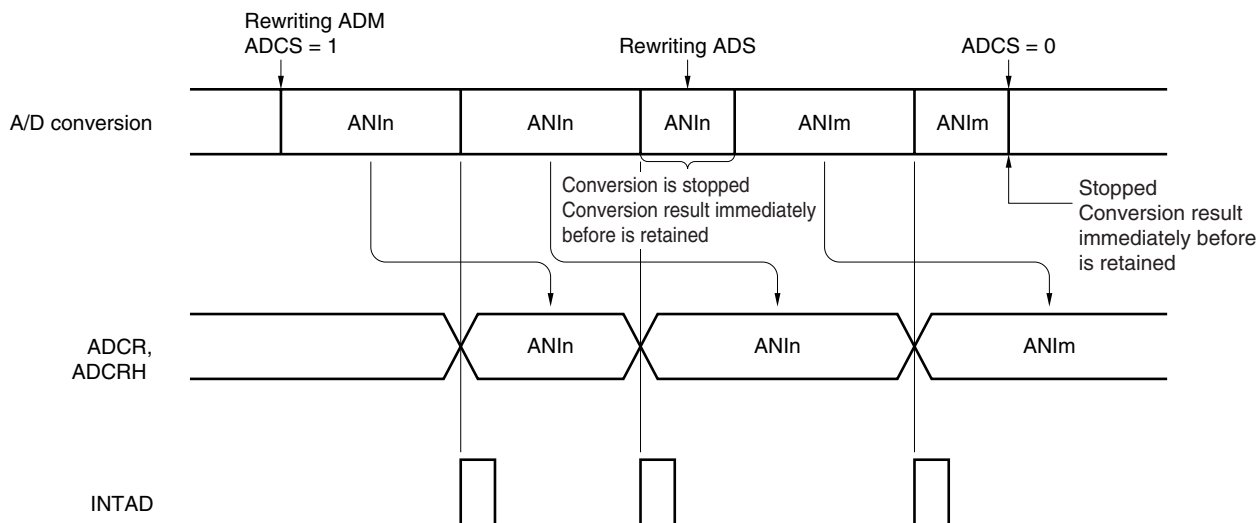 Rewriting ADM
ADCS = 1
Rewriting ADS
ADCS = 0
A/D conversion
ANIn
ANIn
ANIn
ANIm
ANIm
Conversion is stopped
Conversion result immediately
before is retained
Stopped
Conversion result
immediately before
is retained
ADCR,
ADCRH
ANIn
ANIn
ANIm
INTAD